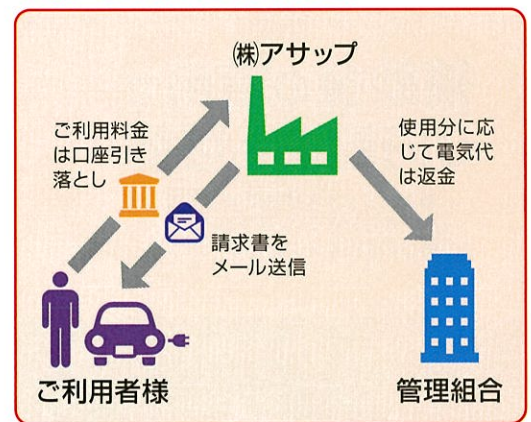 ㈱アサップ
ご利用料金
は口座引き
落とし
使用分に応
じて電気代
は返金
請求書を
メール送信
ご利用者様
管理組合